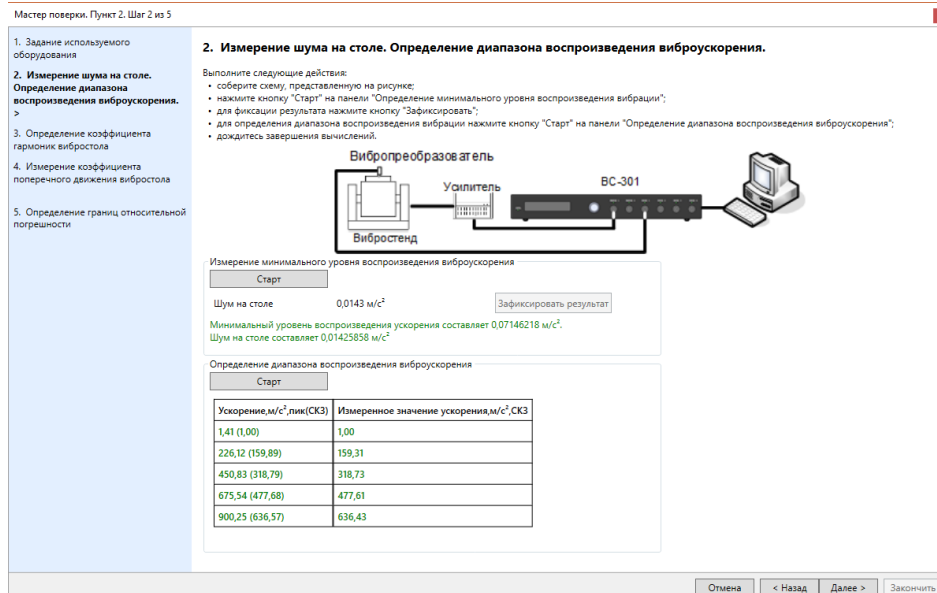 Мастер поверки. Пункт 2. Шаг 2 из 5
1. Задание используемого
оборудования
2. Измерение шума на столе.
Определение диапазона
воспроизведения виброускорения.
>
3. Определение коэффициента
гармоник вибростола
4. Измерение коэффициента
поперечного движения вибростола
5. Определение границ относительной
погрешности
2. Измерение шума на столе. Определение диапазона воспроизведения виброускорения.
Выполните следующие действия:
• соберите схему, представленную на рисунке;
• нажмите кнопку "Старт" на панели "Определение минимального уровня воспроизведения вибрации";
• для фиксации результата нажмите кнопку "Зафиксировать";
• для определения диапазона воспроизведения вибрации нажмите кнопку "Старт" на панели "Определение диапазона воспроизведения виброускорения";
• дождитесь завершения вычислений.
Вибропреобразователь
Усилитель
ВС-301
Вибростенд
Измерение минимального уровня воспроизведения виброускорения
Старт
Шум на столе 0,0143 м/с² Зафиксировать результат
Минимальный уровень воспроизведения ускорения составляет 0,07146218 м/с².
Шум на столе составляет 0,01425858 м/с²
Определение диапазона воспроизведения виброускорения
Старт
Ускорение,м/с²,пик(СКЗ) Измеренное значение ускорения,м/с²,СКЗ
1,41 (1,00) 1,00
226,12 (159,89) 159,31
450,83 (318,79) 318,73
675,54 (477,68) 477,61
900,25 (636,57) 636,43
Отмена < Назад Далее > Закончить